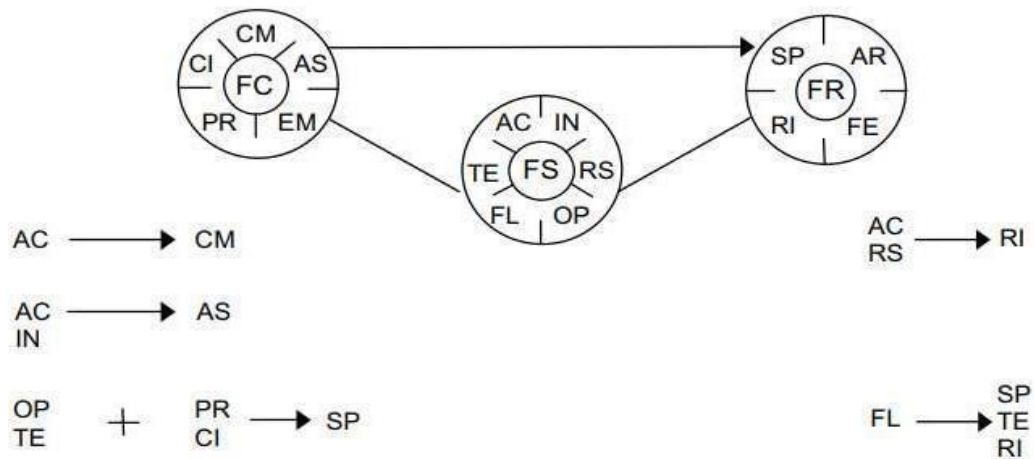 CM
CI AS
FC
PR EM
SP AR
FR
RI FE
AC IN
TE FS RS
FL OP
AC CM
AC
RS RI
AC AS
IN
OP
TE
PR
CI
SP
FL
SP
TE
RI